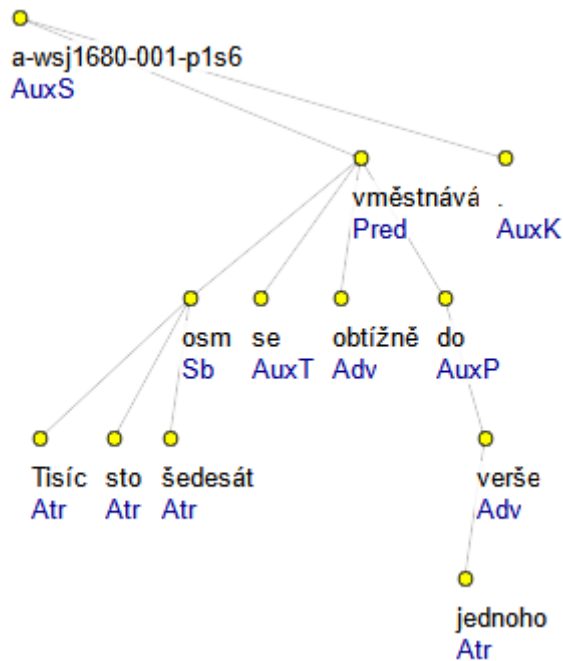 a-wsj1680-001-p1s6
AuxS
vměstnává .
Pred AuxK
osm se obtížně do
Sb AuxT Adv AuxP
Tisíc sto šedesát verše
Atr Atr Atr Adv
jednoho
Atr